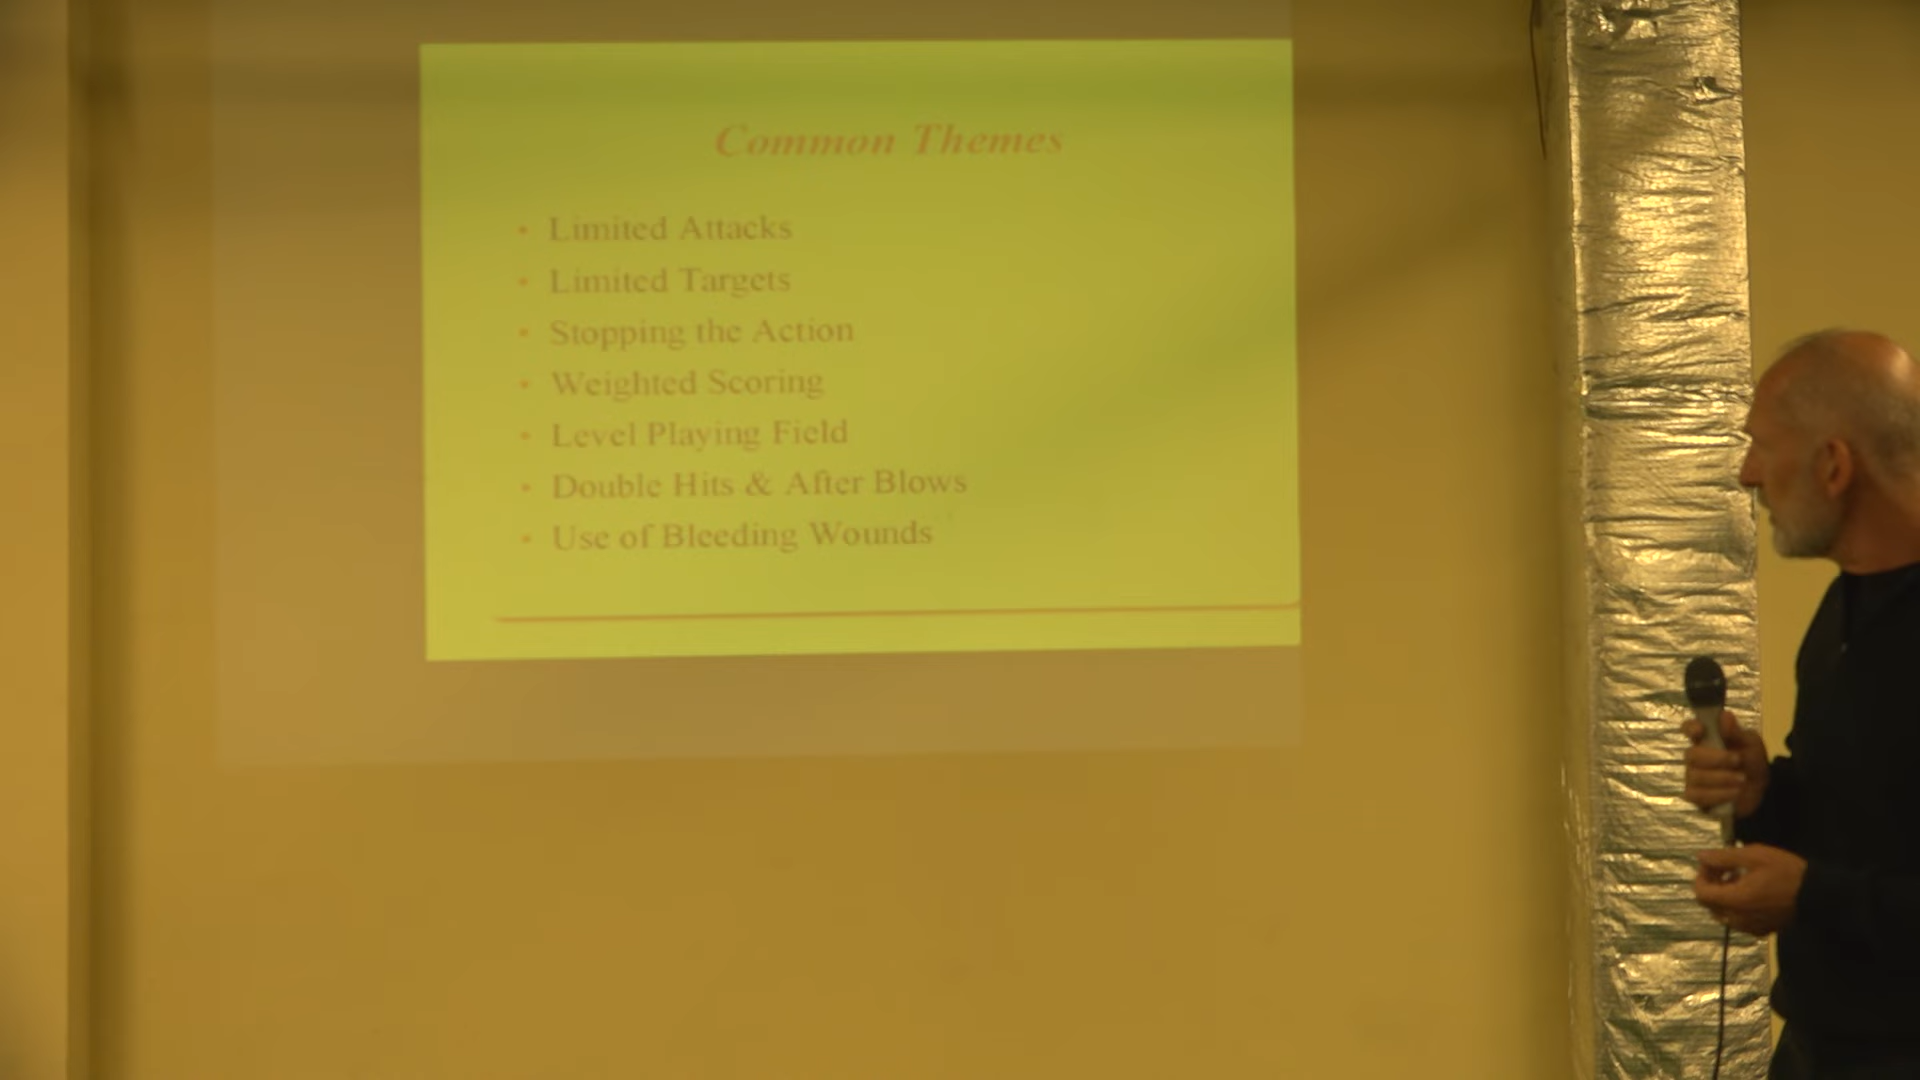 Common Themes
• Limited Attacks
• Limited Targets
• Stopping the Action
• Weighted Scoring
• Level Playing Field
• Double Hits & After Blows
• Use of Bleeding Wounds